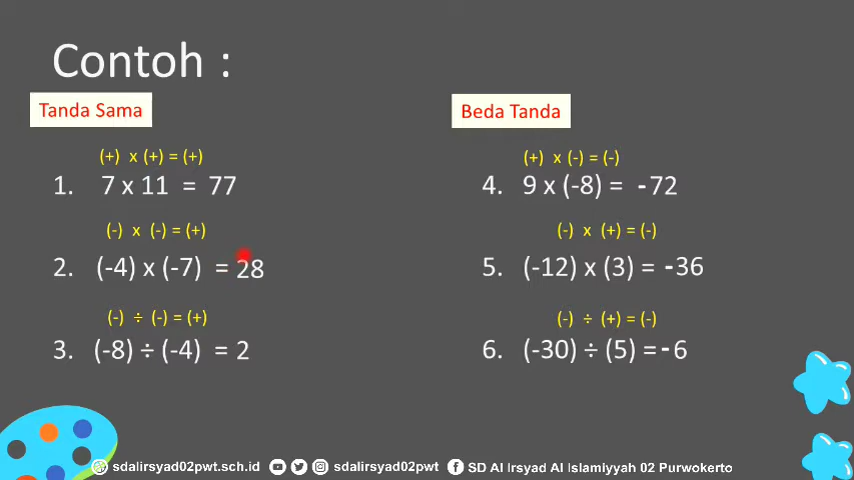 Contoh :
Tanda Sama
(+) x (+) = (+)
1. 7 x 11 = 77
(-) x (-) = (+)
2. (-4) x (-7) = 28
(-) ÷ (-) = (+)
3. (-8) ÷ (-4) = 2
Beda Tanda
(+) x (-) = (-)
4. 9 x (-8) = -72
(-) x (+) = (-)
5. (-12) x (3) = -36
(-) ÷ (+) = (-)
6. (-30) ÷ (5) = -6
sdalirsyad02pwt.sch.id sdalirsyad02pwt SD Al Irsyad Al Islamiyyah 02 Purwokerto